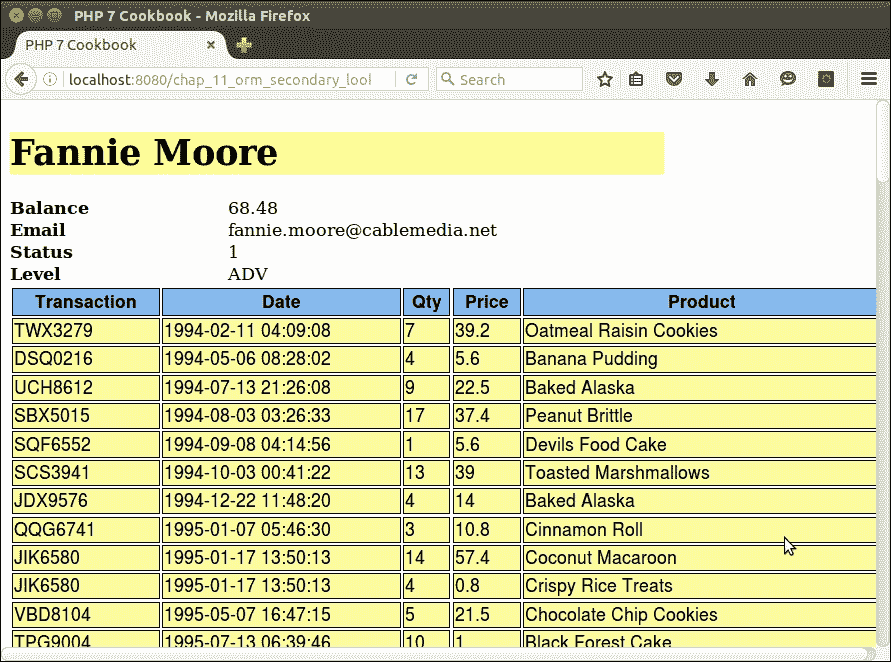 PHP 7 Cookbook - Mozilla Firefox
PHP 7 Cookbook
localhost:8080/chap_11_orm_secondary_lool
Search
Fannie Moore
Balance 68.48
Email fannie.moore@cablemedia.net
Status 1
Level ADV
Transaction Date Qty Price Product
TWX3279 1994-02-11 04:09:08 7 39.2 Oatmeal Raisin Cookies
DSQ0216 1994-05-06 08:28:02 4 5.6 Banana Pudding
UCH8612 1994-07-13 21:26:08 9 22.5 Baked Alaska
SBX5015 1994-08-03 03:26:33 17 37.4 Peanut Brittle
SQF6552 1994-09-08 04:14:56 1 5.6 Devils Food Cake
SCS3941 1994-10-03 00:41:22 13 39 Toasted Marshmallows
JDX9576 1994-12-22 11:48:20 4 14 Baked Alaska
QQG6741 1995-01-07 05:46:30 3 10.8 Cinnamon Roll
JIK6580 1995-01-17 13:50:13 14 57.4 Coconut Macaroon
JIK6580 1995-01-17 13:50:13 4 0.8 Crispy Rice Treats
VBD8104 1995-05-07 16:47:15 5 21.5 Chocolate Chip Cookies
TPG9004 1995-07-13 06:39:46 10 1 Black Forest Cake